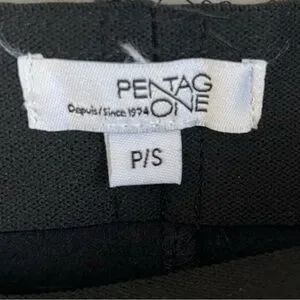 PENTAG
ONE
Depuis/Since 1974
P/S